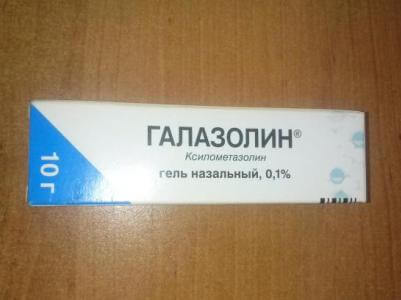 ГАЛАЗОЛИН®
Ксилометазолин
гель назальный, 0,1%
10 г